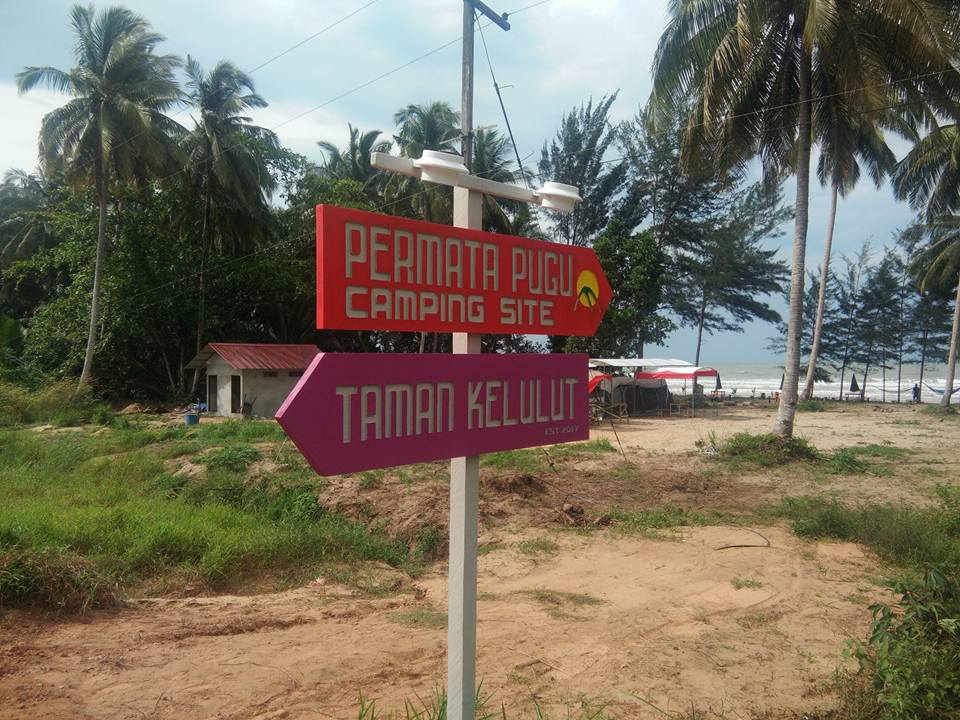 PERMATA PUGU
CAMPING SITE
TAMAN KELULUT
EST.2017